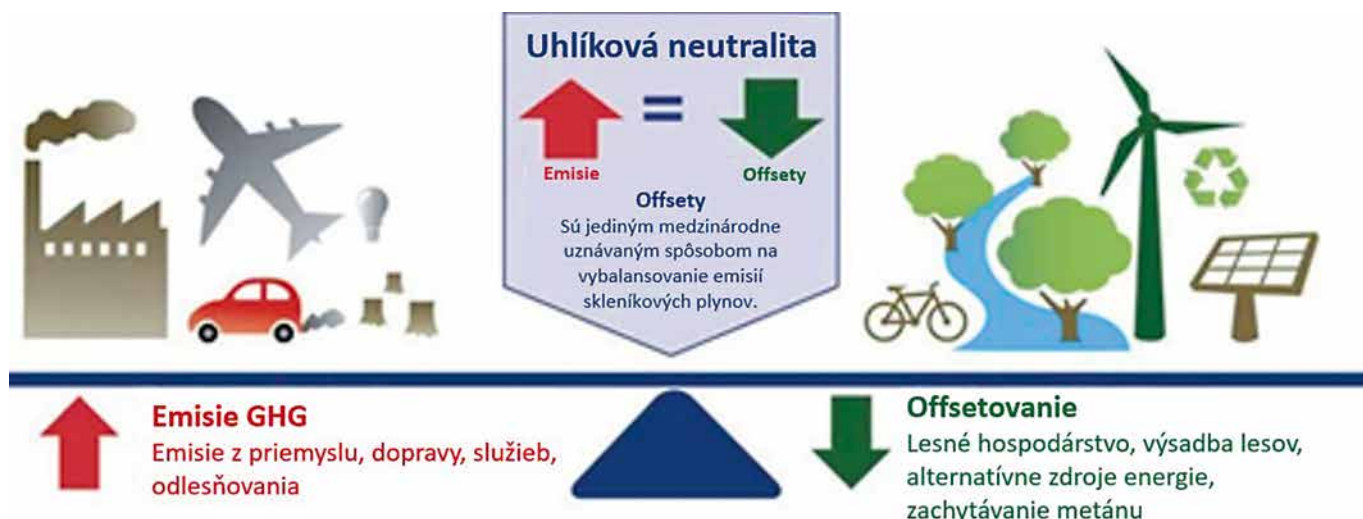 Uhlíková neutralita
=
Emisie
Offsety
Offsety
Sú jediným medzinárodne
uznávaným spôsobom na
vybalansovanie emisií
skleníkových plynov.
Emisie GHG
Emisie z priemyslu, dopravy, služieb,
odlesňovania
Offsetovanie
Lesné hospodárstvo, výsadba lesov,
alternatívne zdroje energie,
zachytávanie metánu